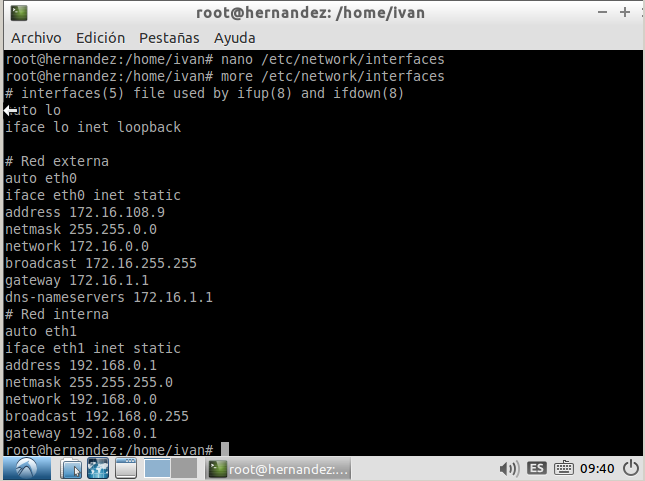 root@hernandez: /home/ivan
Archivo Edición Pestañas Ayuda
root@hernandez:/home/ivan# nano /etc/network/interfaces
root@hernandez:/home/ivan# more /etc/network/interfaces
# interfaces(5) file used by ifup(8) and ifdown(8)
auto lo
iface lo inet loopback

# Red externa
auto eth0
iface eth0 inet static
address 172.16.108.9
netmask 255.255.0.0
network 172.16.0.0
broadcast 172.16.255.255
gateway 172.16.1.1
dns-nameservers 172.16.1.1
# Red interna
auto eth1
iface eth1 inet static
address 192.168.0.1
netmask 255.255.255.0
network 192.168.0.0
broadcast 192.168.0.255
gateway 192.168.0.1
root@hernandez:/home/ivan#
root@hernandez:... ES 09:40